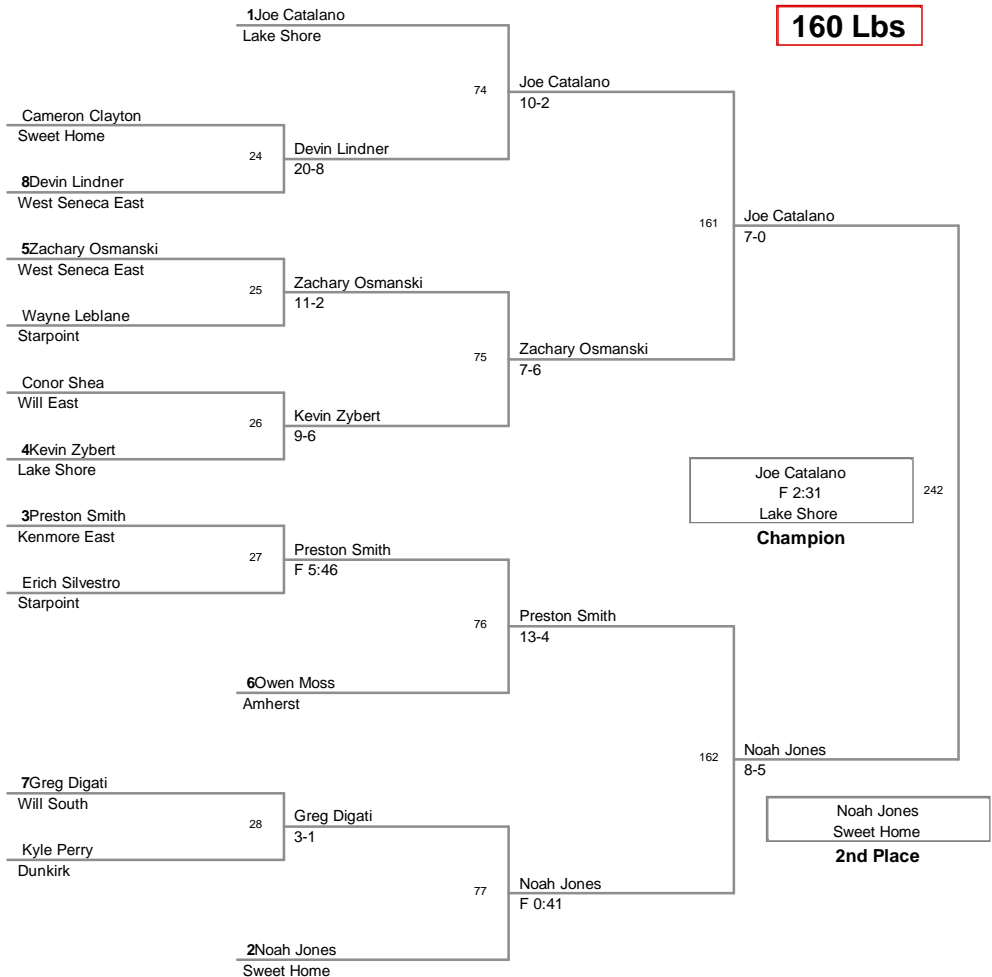 160 Lbs
1Joe Catalano
Lake Shore
74
Joe Catalano
10-2
Cameron Clayton
Sweet Home
24
Devin Lindner
20-8
8Devin Lindner
West Seneca East
161
Joe Catalano
7-0
5Zachary Osmanski
West Seneca East
25
Zachary Osmanski
11-2
Wayne Leblane
Starpoint
75
Zachary Osmanski
7-6
Conor Shea
Will East
26
Kevin Zybert
9-6
4Kevin Zybert
Lake Shore
Joe Catalano
F 2:31
Lake Shore
Champion
242
3Preston Smith
Kenmore East
27
Preston Smith
F 5:46
Erich Silvestro
Starpoint
76
Preston Smith
13-4
6Owen Moss
Amherst
162
Noah Jones
8-5
7Greg Digati
Will South
28
Greg Digati
3-1
Noah Jones
Sweet Home
2nd Place
Kyle Perry
Dunkirk
77
Noah Jones
F 0:41
2Noah Jones
Sweet Home